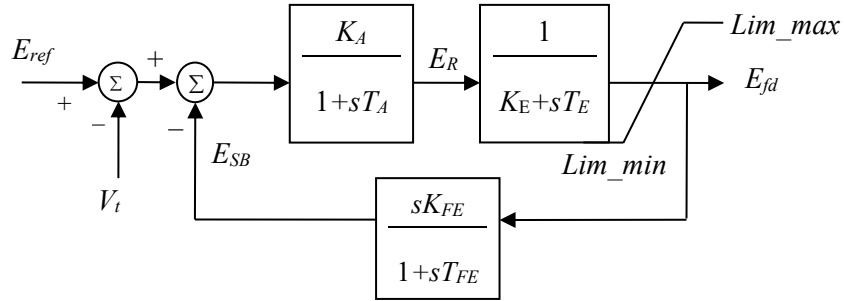 Lim_max
K_A
1
E_ref
+
E_R
Σ
Σ
E_fd
+
1+sT_A
K_E+sT_E
−
−
E_SB
Lim_min
V_t
sK_FE
1+sT_FE